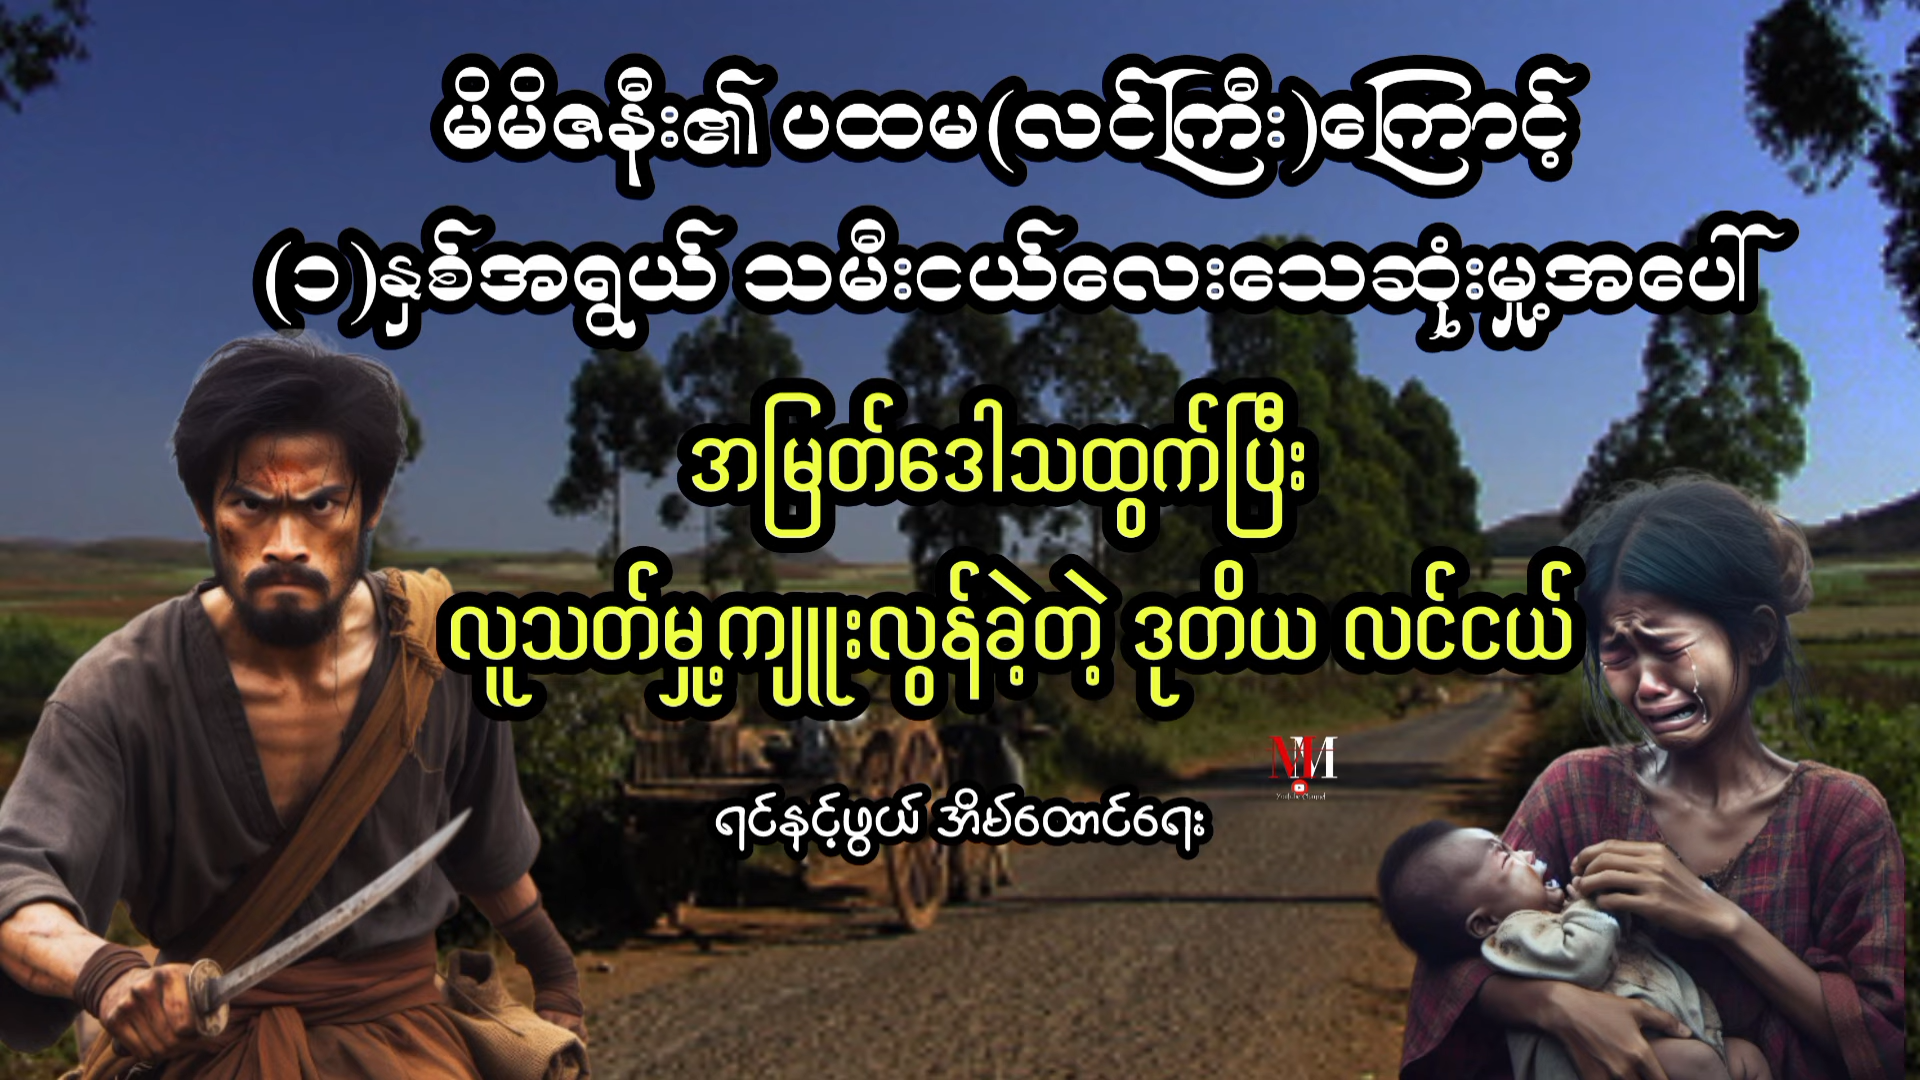 မိမိဇနီး၏ ပထမ(လင်ကြီး)ကြောင့်
(၁)နှစ်အရွယ် သမီးငယ်လေးသေဆုံးမှု့အပေါ်
အမြတ်ဒေါသထွက်ပြီး
လူသတ်မှု့ကျူးလွန်ခဲ့တဲ့ ဒုတိယ လင်ငယ်
NMM
Youtube Channel
ရင်နင့်ဖွယ် အိမ်ထောင်ရေး